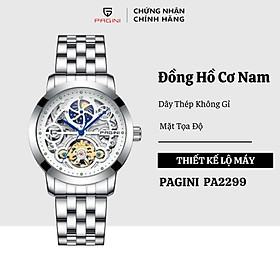 PAGINI
CHỨNG NHẬN
CHÍNH HÃNG
Đồng Hồ Cơ Nam
Dây Thép Không Gỉ
Mặt Tọa Độ
THIẾT KẾ LỘ MÁY
PAGINI PA2299
PAGINI